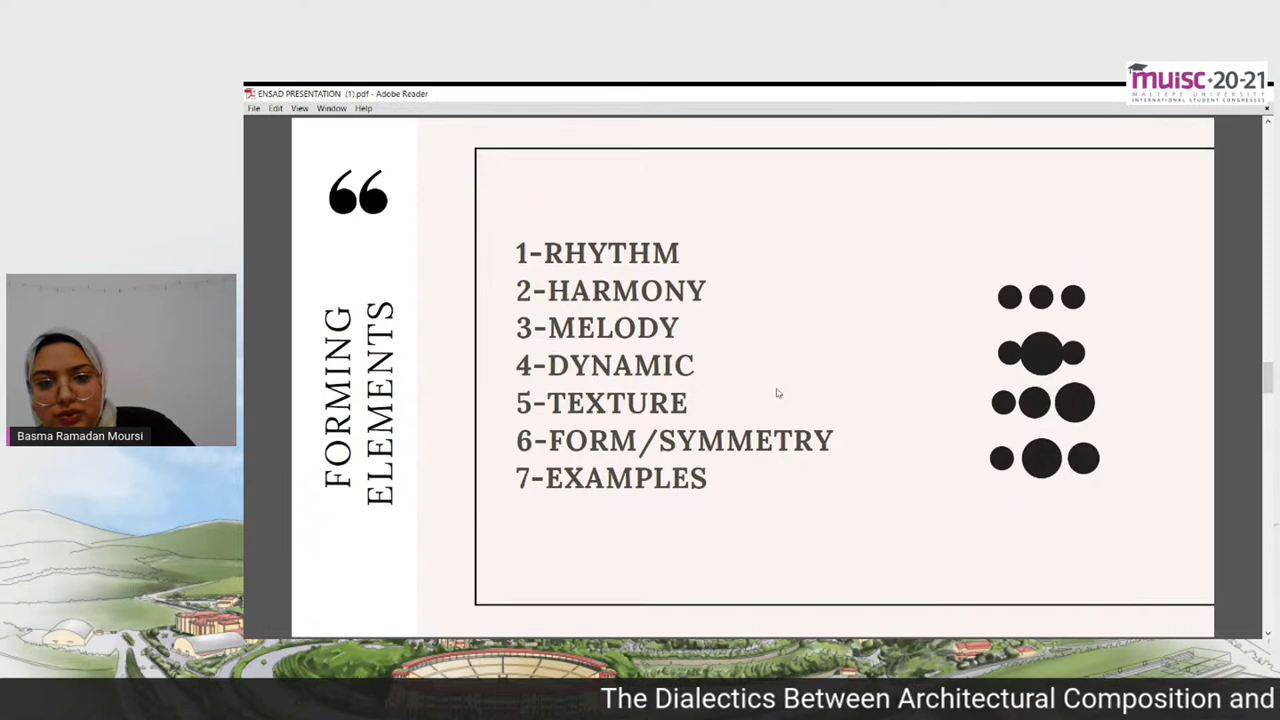 muisc·20-21
MALTEPE UNIVERSITY
INTERNATIONAL STUDENT CONGRESSES
ENSAD PRESENTATION (1).pdf - Adobe Reader
File Edit View Window Help
“
FORMING
ELEMENTS
1-RHYTHM
2-HARMONY
3-MELODY
4-DYNAMIC
5-TEXTURE
6-FORM/SYMMETRY
7-EXAMPLES
Basma Ramadan Moursi
The Dialectics Between Architectural Composition and